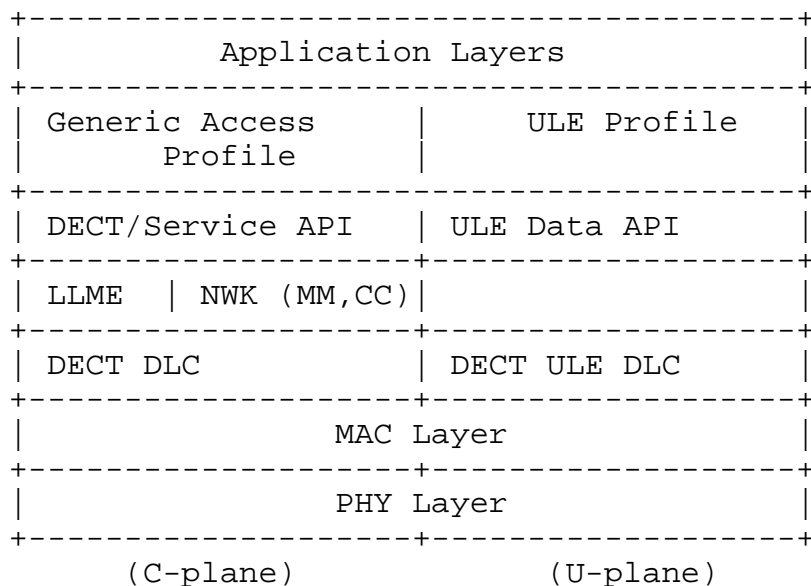 +----------------------------------------+
|          Application Layers            |
+----------------------------------------+
| Generic Access     |     ULE Profile   |
|       Profile      |                   |
+----------------------------------------+
| DECT/Service API   | ULE Data API      |
+--------------------+-------------------+
| LLME  | NWK (MM,CC)|                   |
+--------------------+-------------------+
| DECT DLC           | DECT ULE DLC      |
+--------------------+-------------------+
|                MAC Layer               |
+--------------------+-------------------+
|                PHY Layer               |
+--------------------+-------------------+
     (C-plane)             (U-plane)